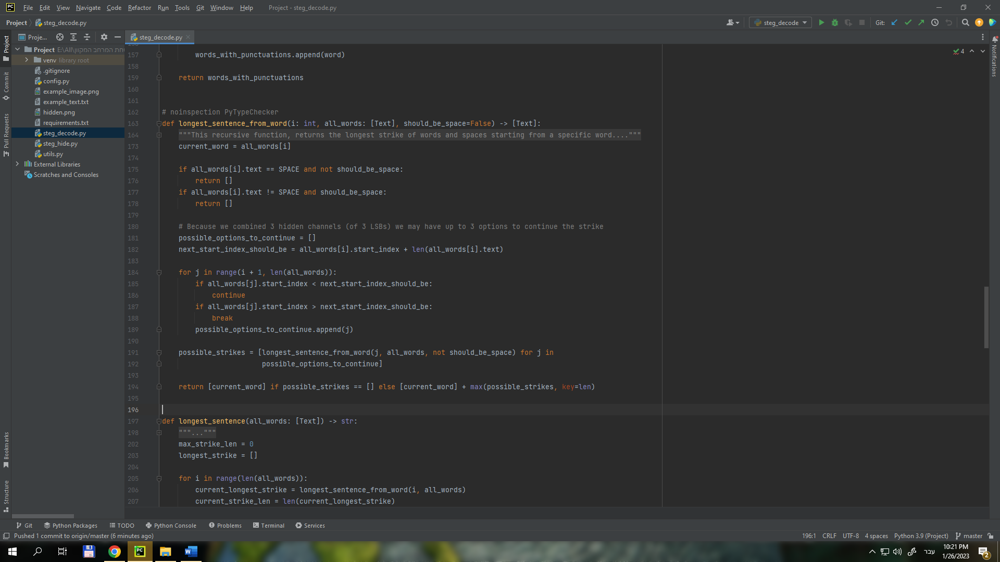 PC File Edit View Navigate Code Refactor Run Tools Git Window Help Project - steg_decode.py
Project steg_decode.py steg_decode Git:
Project
Proje...
steg_decode.py
Project E:\All\חת המרחב המקוון
venv library root
.gitignore
config.py
example_image.png
example_text.txt
hidden.png
requirements.txt
steg_decode.py
steg_hide.py
utils.py
External Libraries
Scratches and Consoles
Commit
Pull Requests
Bookmarks
Structure
Notifications
4
157 words_with_punctuations.append(word)
158
159 return words_with_punctuations
160
161
162 # noinspection PyTypeChecker
163 def longest_sentence_from_word(i: int, all_words: [Text], should_be_space=False) -> [Text]:
164 """This recursive function, returns the longest strike of words and spaces starting from a specific word...."""
173 current_word = all_words[i]
174
175 if all_words[i].text == SPACE and not should_be_space:
176 return []
177 if all_words[i].text != SPACE and should_be_space:
178 return []
179
180 # Because we combined 3 hidden channels (of 3 LSBs) we may have up to 3 options to continue the strike
181 possible_options_to_continue = []
182 next_start_index_should_be = all_words[i].start_index + len(all_words[i].text)
183
184 for j in range(i + 1, len(all_words)):
185 if all_words[j].start_index < next_start_index_should_be:
186 continue
187 if all_words[j].start_index > next_start_index_should_be:
188 break
189 possible_options_to_continue.append(j)
190
191 possible_strikes = [longest_sentence_from_word(j, all_words, not should_be_space) for j in
192 possible_options_to_continue]
193
194 return [current_word] if possible_strikes == [] else [current_word] + max(possible_strikes, key=len)
195
196
197 def longest_sentence(all_words: [Text]) -> str:
198 """..."""
202 max_strike_len = 0
203 longest_strike = []
204
205 for i in range(len(all_words)):
206 current_longest_strike = longest_sentence_from_word(i, all_words)
207 current_strike_len = len(current_longest_strike)
Git Python Packages TODO Python Console Problems Terminal Services
Pushed 1 commit to origin/master (6 minutes ago) 196:1 CRLF UTF-8 4 spaces Python 3.9 (Project) master
PC W עבר 10:21 PM
1/26/2023 2